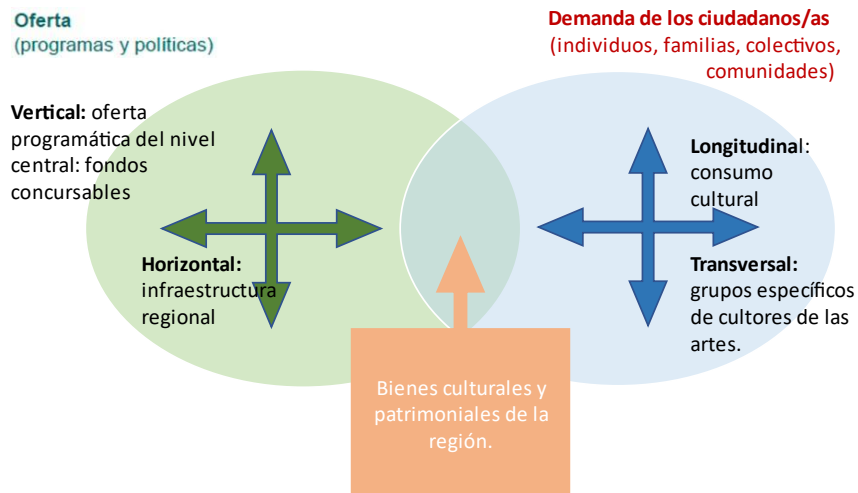 Oferta
(programas y políticas)
Demanda de los ciudadanos/as
(individuos, familias, colectivos,
comunidades)
Vertical: oferta
programática del nivel
central: fondos
concursables
Horizontal:
infraestructura
regional
Longitudinal:
consumo
cultural
Transversal:
grupos específicos
de cultores de las
artes.
Bienes culturales y
patrimoniales de la
región.